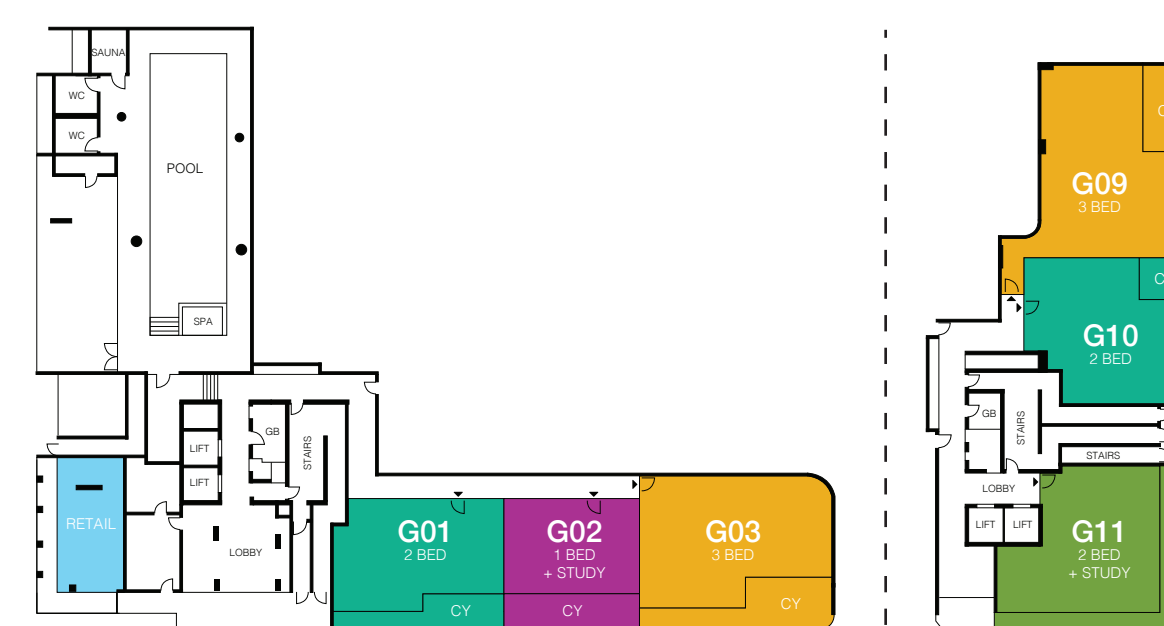 SAUNA
WC
WC
POOL
SPA
LIFT
LIFT
GB
STAIRS
RETAIL
LOBBY
G01
2 BED
CY
G02
1 BED
+ STUDY
CY
G03
3 BED
CY
G09
3 BED
G10
2 BED
GB
STAIRS
STAIRS
LOBBY
LIFT
LIFT
G11
2 BED
+ STUDY